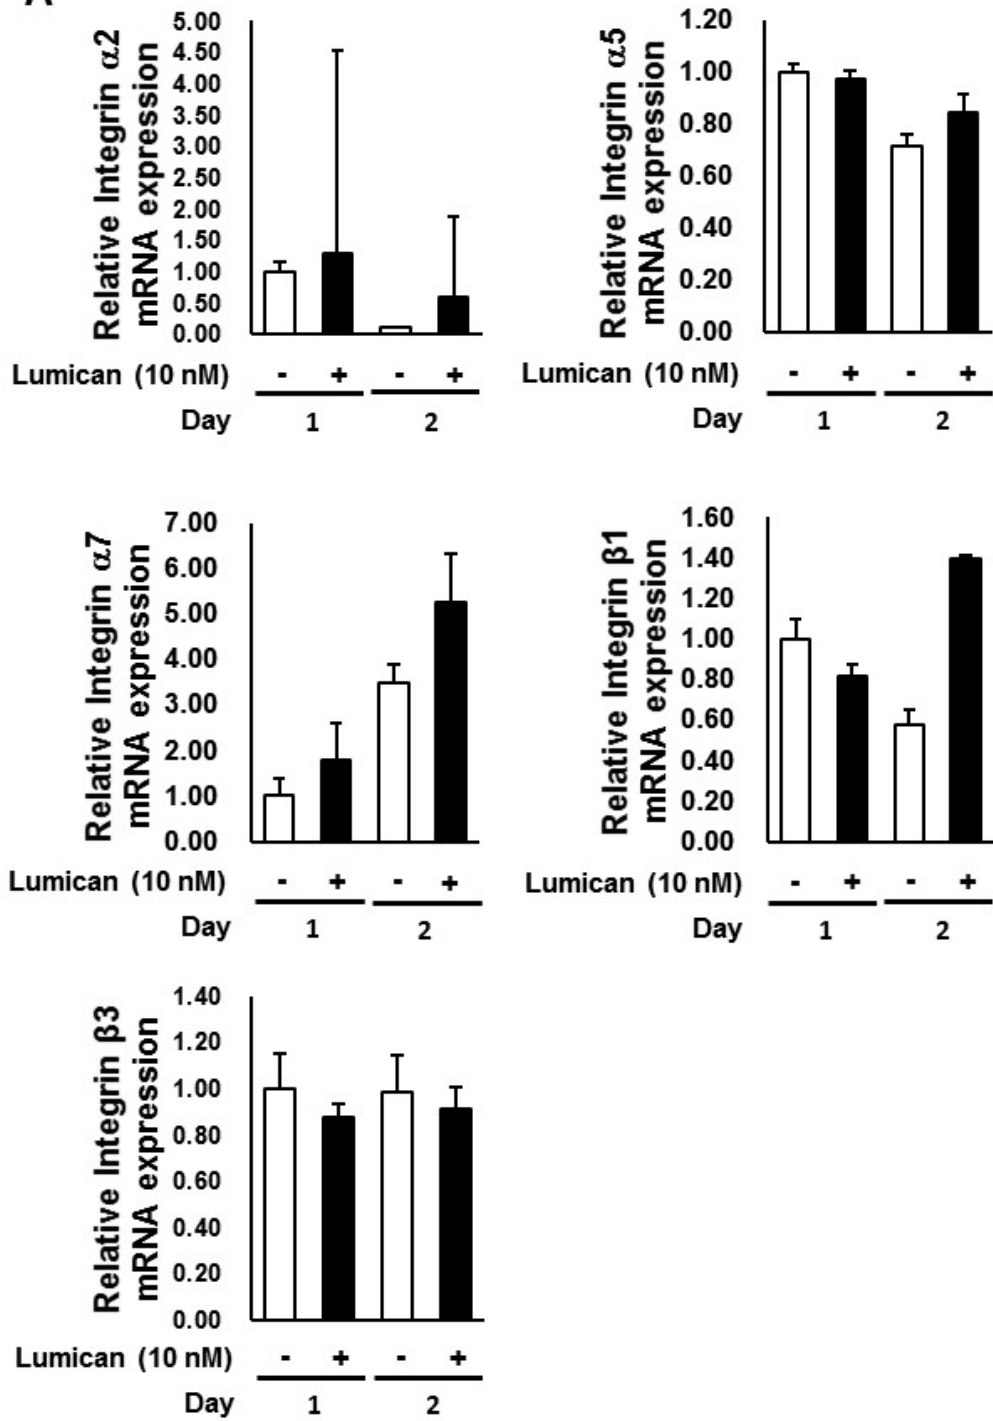 A
Relative Integrin α2
mRNA expression
5.00
4.50
4.00
3.50
3.00
2.50
2.00
1.50
1.00
0.50
0.00
Lumican (10 nM) - + - +
Day 1 2
Relative Integrin α5
mRNA expression
1.20
1.00
0.80
0.60
0.40
0.20
0.00
Lumican (10 nM) - + - +
Day 1 2
Relative Integrin α7
mRNA expression
7.00
6.00
5.00
4.00
3.00
2.00
1.00
0.00
Lumican (10 nM) - + - +
Day 1 2
Relative Integrin β1
mRNA expression
1.60
1.40
1.20
1.00
0.80
0.60
0.40
0.20
0.00
Lumican (10 nM) - + - +
Day 1 2
Relative Integrin β3
mRNA expression
1.40
1.20
1.00
0.80
0.60
0.40
0.20
0.00
Lumican (10 nM) - + - +
Day 1 2